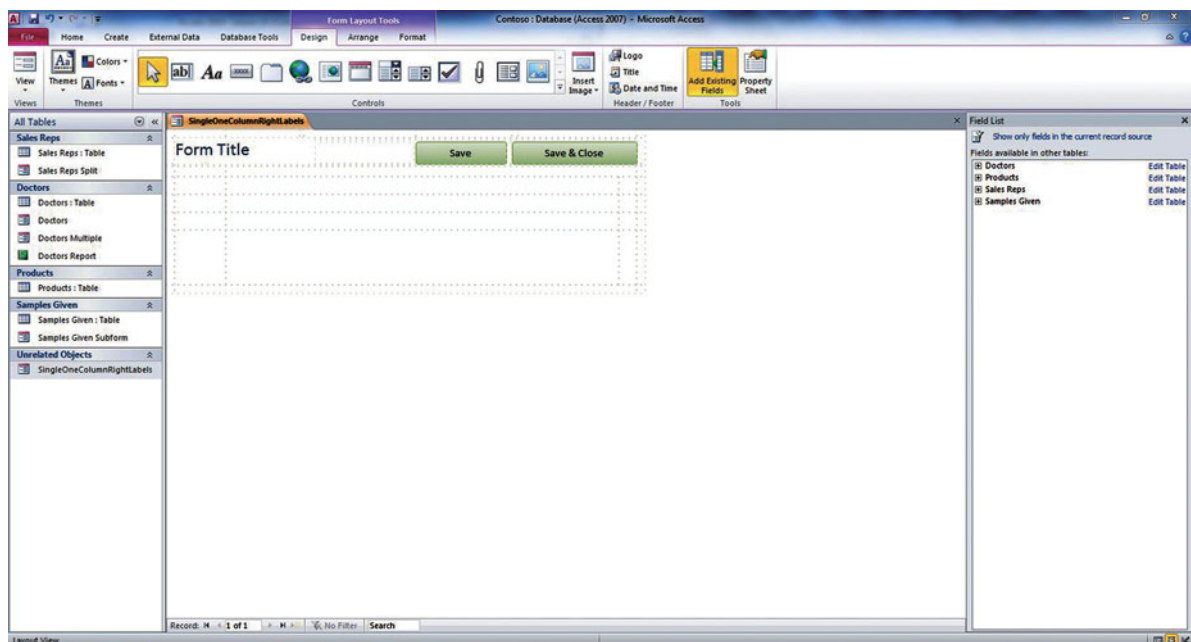 A
Form Layout Tools
Contoso : Database (Access 2007) - Microsoft Access
File Home Create External Data Database Tools Design Arrange Format
View
Views
Aa
Themes
Colors
A Fonts
Themes
ab|
Aa
Controls
Insert Image
Logo
Title
Date and Time
Header / Footer
Add Existing Fields
Property Sheet
Tools
All Tables
Sales Reps
Sales Reps : Table
Sales Reps Split
Doctors
Doctors : Table
Doctors
Doctors Multiple
Doctors Report
Products
Products : Table
Samples Given
Samples Given : Table
Samples Given Subform
Unrelated Objects
SingleOneColumnRightLabels
SingleOneColumnRightLabels
Form Title
Save
Save & Close
Field List
Show only fields in the current record source
Fields available in other tables:
Doctors Edit Table
Products Edit Table
Sales Reps Edit Table
Samples Given Edit Table
Record: 1 of 1 No Filter Search
Layout View